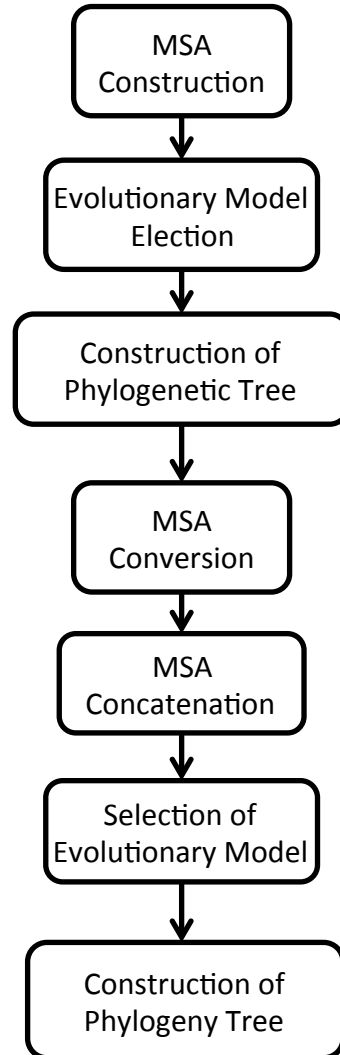 MSA
Construction
Evolutionary Model
Election
Construction of
Phylogenetic Tree
MSA
Conversion
MSA
Concatenation
Selection of
Evolutionary Model
Construction of
Phylogeny Tree